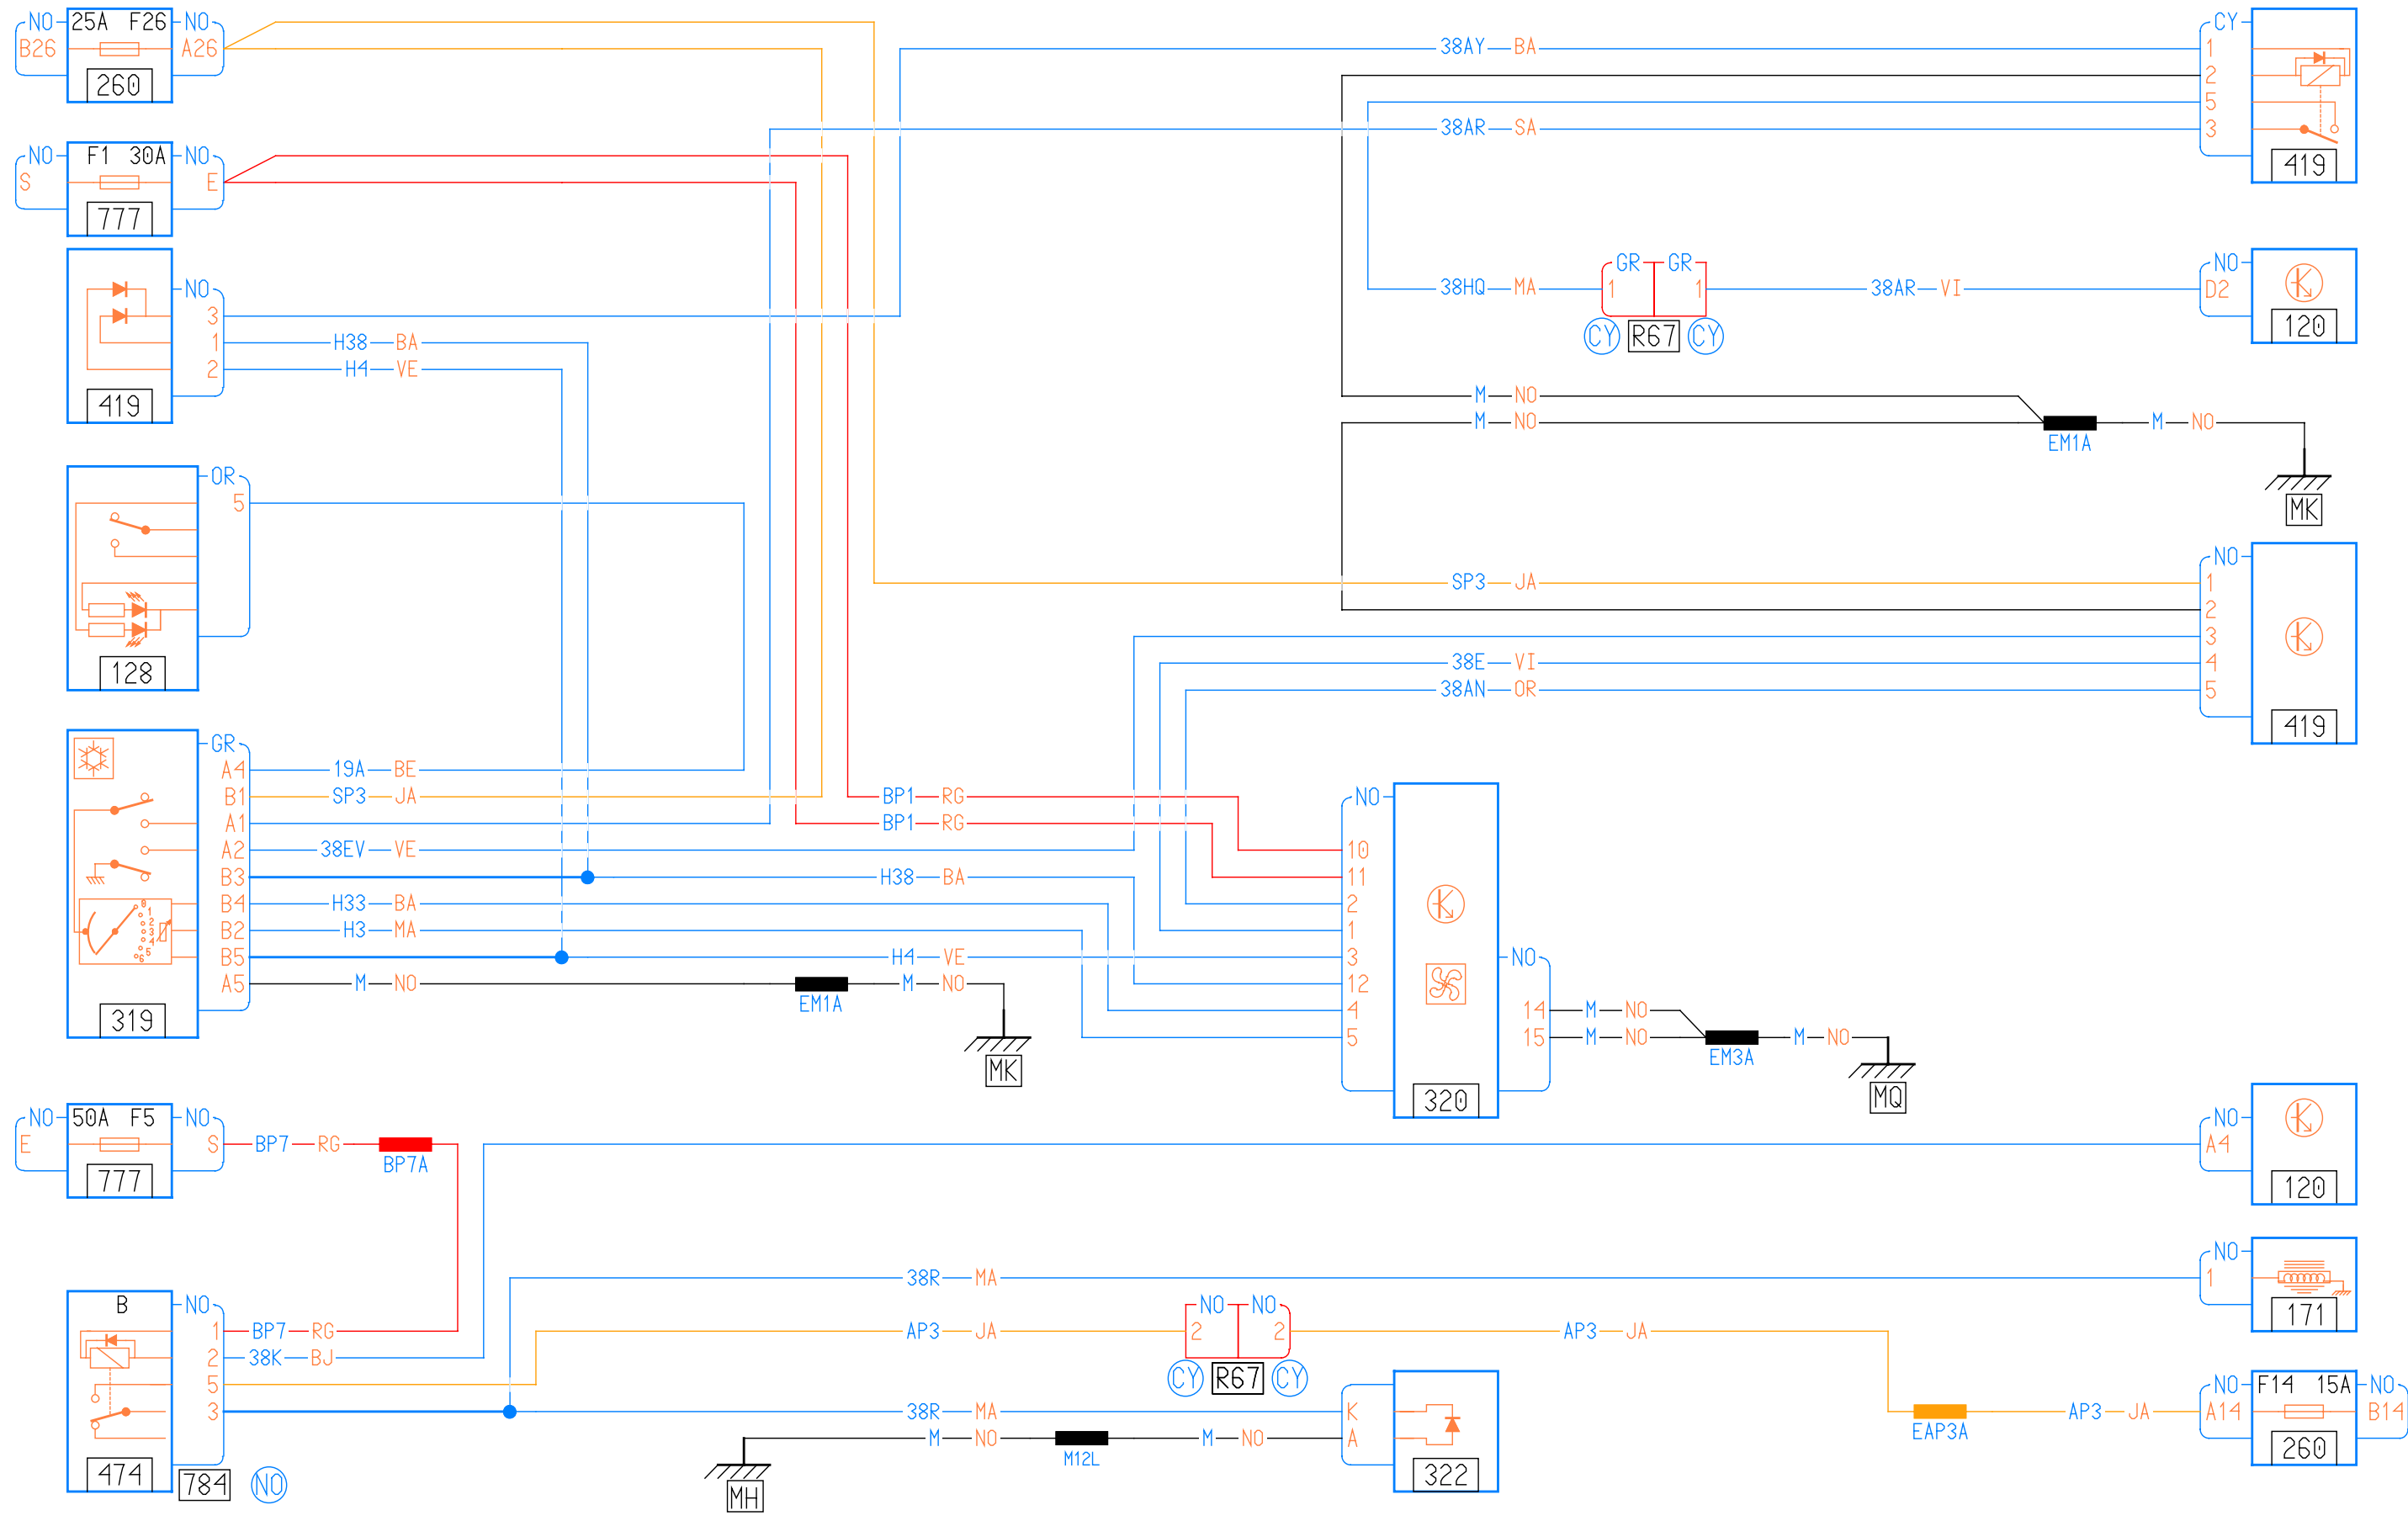 NO 25A F26 NO
B26 A26
260
NO F1 30A NO
S E
777
NO
3
1 H38 BA
2 H4 VE
419
OR
5
128
GR
A4 19A BE
B1 SP3 JA
A1
A2 38EV VE
B3 H38 BA
B4 H33 BA
B2 H3 MA
B5 H4 VE
A5 M NO EM1A M NO
MK
0
1
2
3
4
5
6
319
BP1 RG
BP1 RG
38AY BA
38AR SA
CY
1
2
5
3
419
38HQ MA
GR GR
1 1
CY R67 CY
38AR VI
NO
D2
120
M NO
M NO
EM1A
M NO
MK
NO
SP3 JA 1
2
3
38E VI 4
38AN OR 5
419
NO
10
11
2
1
3
12
4
5
320
NO
14 M NO
15 M NO
EM3A
M NO
MQ
NO 50A F5 NO
E S
BP7 RG
BP7A
777
NO
A4
120
38R MA
NO
1
171
B NO
1 BP7 RG
2 38K BJ
5
3
474
784 NO
AP3 JA
NO NO
2 2
CY R67 CY
AP3 JA
EAP3A
AP3 JA
NO F14 15A NO
A14 B14
260
38R MA K
MH
M NO M12L M NO A
322